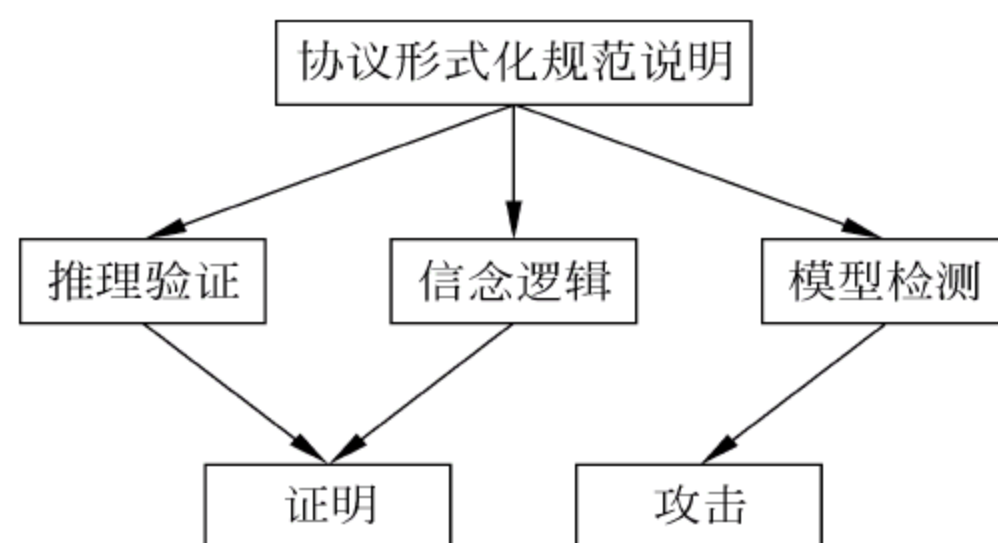 协议形式化规范说明
推理验证
信念逻辑
模型检测
证明
攻击